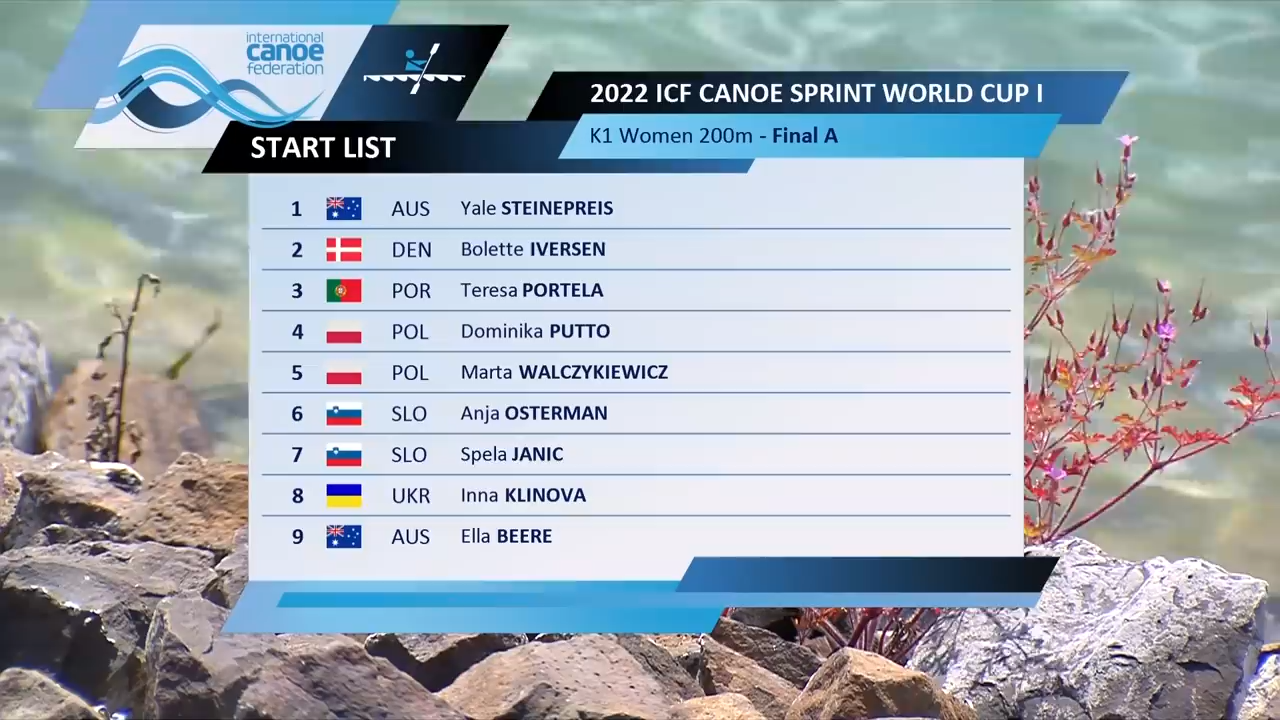 international
canoe
federation
2022 ICF CANOE SPRINT WORLD CUP I
K1 Women 200m - Final A
START LIST
1 AUS Yale STEINEPREIS
2 DEN Bolette IVERSEN
3 POR Teresa PORTELA
4 POL Dominika PUTTO
5 POL Marta WALCZYKIEWICZ
6 SLO Anja OSTERMAN
7 SLO Spela JANIC
8 UKR Inna KLINOVA
9 AUS Ella BEERE